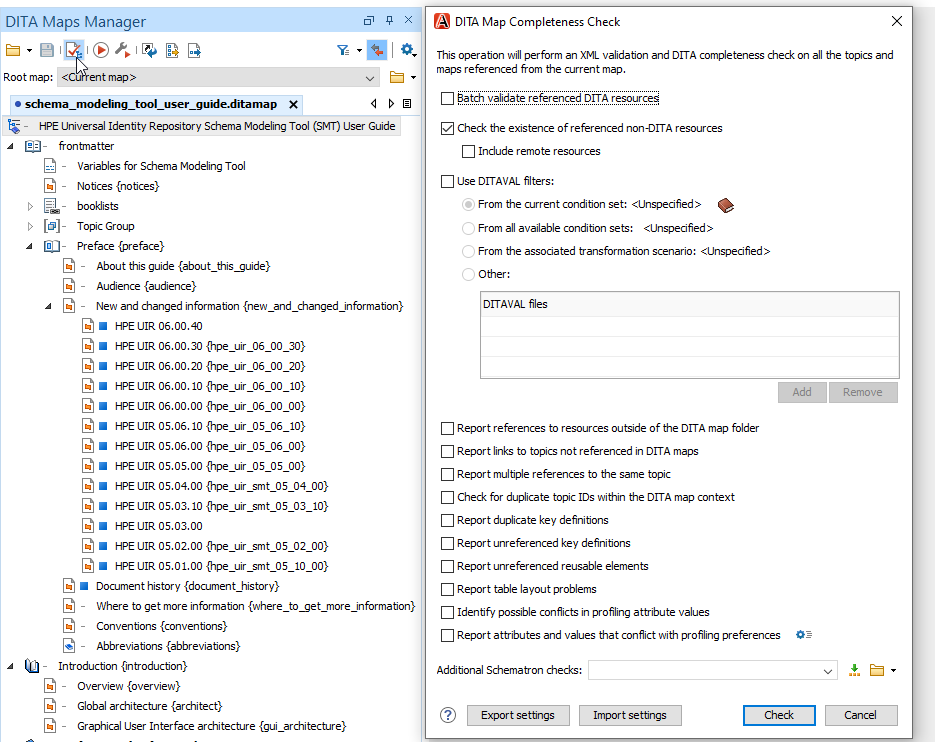 DITA Maps Manager
Root map: <Current map>
schema_modeling_tool_user_guide.ditamap
HPE Universal Identity Repository Schema Modeling Tool (SMT) User Guide
frontmatter
Variables for Schema Modeling Tool
Notices {notices}
booklists
Topic Group
Preface {preface}
About this guide {about_this_guide}
Audience {audience}
New and changed information {new_and_changed_information}
HPE UIR 06.00.40
HPE UIR 06.00.30 {hpe_uir_06_00_30}
HPE UIR 06.00.20 {hpe_uir_06_00_20}
HPE UIR 06.00.10 {hpe_uir_06_00_10}
HPE UIR 06.00.00 {hpe_uir_06_00_00}
HPE UIR 05.06.10 {hpe_uir_05_06_10}
HPE UIR 05.06.00 {hpe_uir_05_06_00}
HPE UIR 05.05.00 {hpe_uir_05_05_00}
HPE UIR 05.04.00 {hpe_uir_smt_05_04_00}
HPE UIR 05.03.10 {hpe_uir_smt_05_03_10}
HPE UIR 05.03.00
HPE UIR 05.02.00 {hpe_uir_smt_05_02_00}
HPE UIR 05.01.00 {hpe_uir_smt_05_10_00}
Document history {document_history}
Where to get more information {where_to_get_more_information}
Conventions {conventions}
Abbreviations {abbreviations}
Introduction {introduction}
Overview {overview}
Global architecture {architect}
Graphical User Interface architecture {gui_architecture}
DITA Map Completeness Check
This operation will perform an XML validation and DITA completeness check on all the topics and
maps referenced from the current map.
Batch validate referenced DITA resources
Check the existence of referenced non-DITA resources
Include remote resources
Use DITAVAL filters:
From the current condition set: <Unspecified>
From all available condition sets: <Unspecified>
From the associated transformation scenario: <Unspecified>
Other:
DITAVAL files
Add Remove
Report references to resources outside of the DITA map folder
Report links to topics not referenced in DITA maps
Report multiple references to the same topic
Check for duplicate topic IDs within the DITA map context
Report duplicate key definitions
Report unreferenced key definitions
Report unreferenced reusable elements
Report table layout problems
Identify possible conflicts in profiling attribute values
Report attributes and values that conflict with profiling preferences
Additional Schematron checks:
? Export settings Import settings Check Cancel